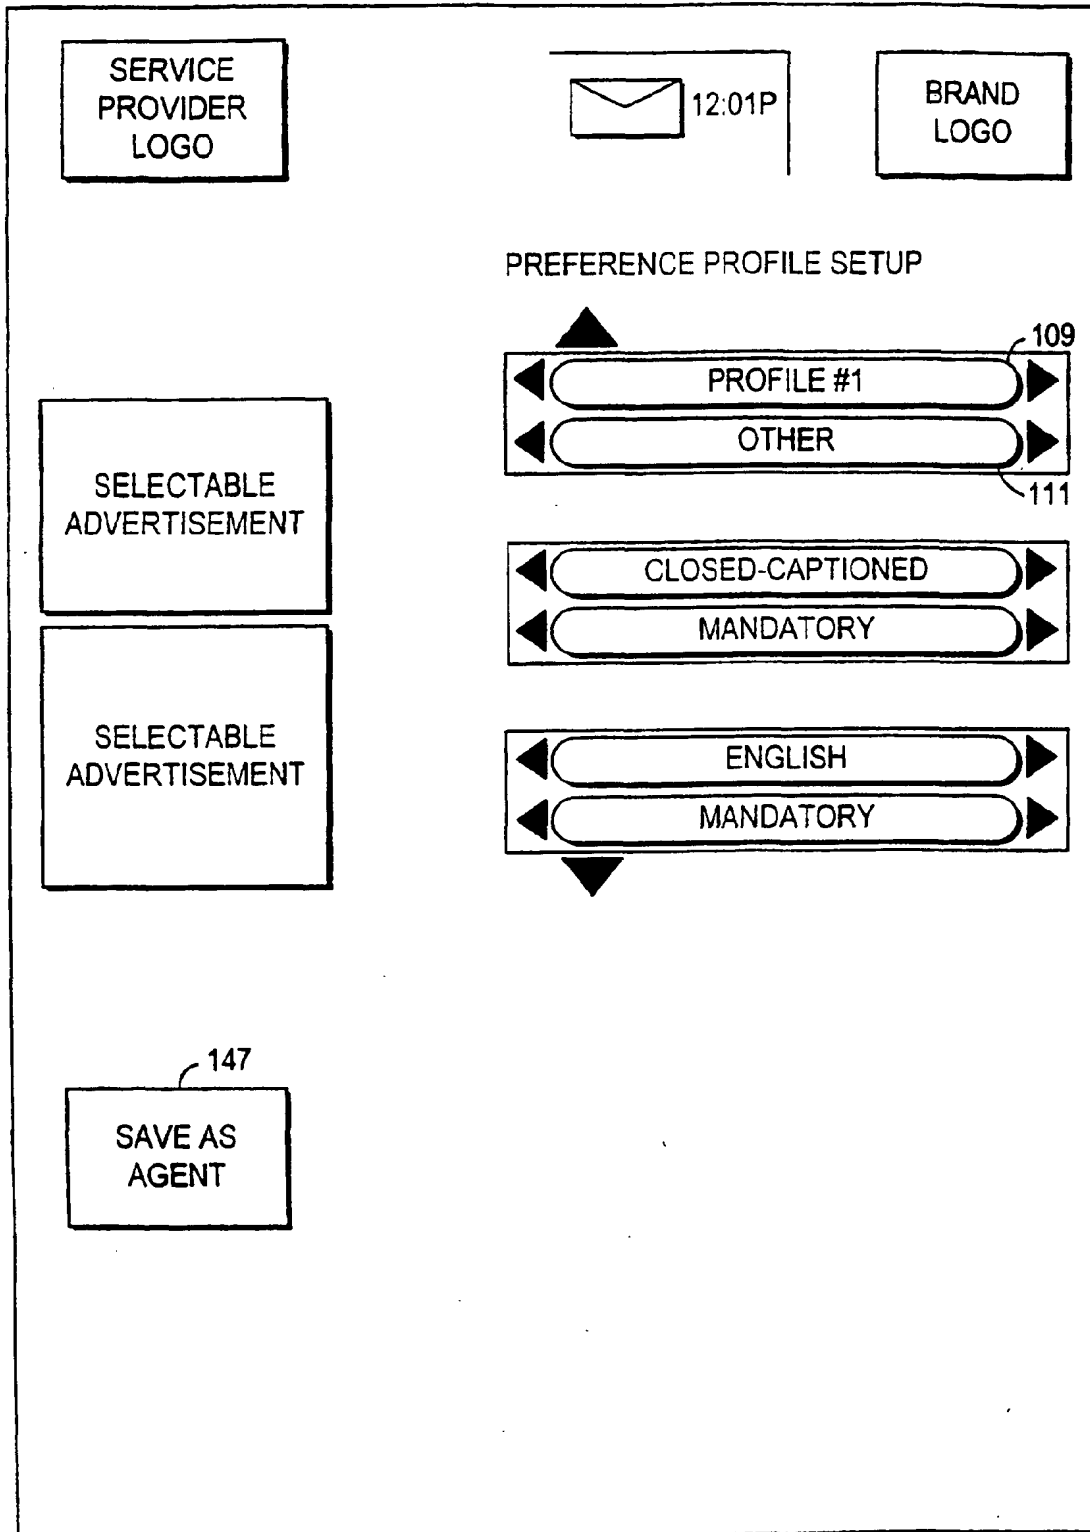 SERVICE
PROVIDER
LOGO
12:01P
BRAND
LOGO
PREFERENCE PROFILE SETUP
109
PROFILE #1
OTHER
111
SELECTABLE
ADVERTISEMENT
CLOSED-CAPTIONED
MANDATORY
SELECTABLE
ADVERTISEMENT
ENGLISH
MANDATORY
147
SAVE AS
AGENT